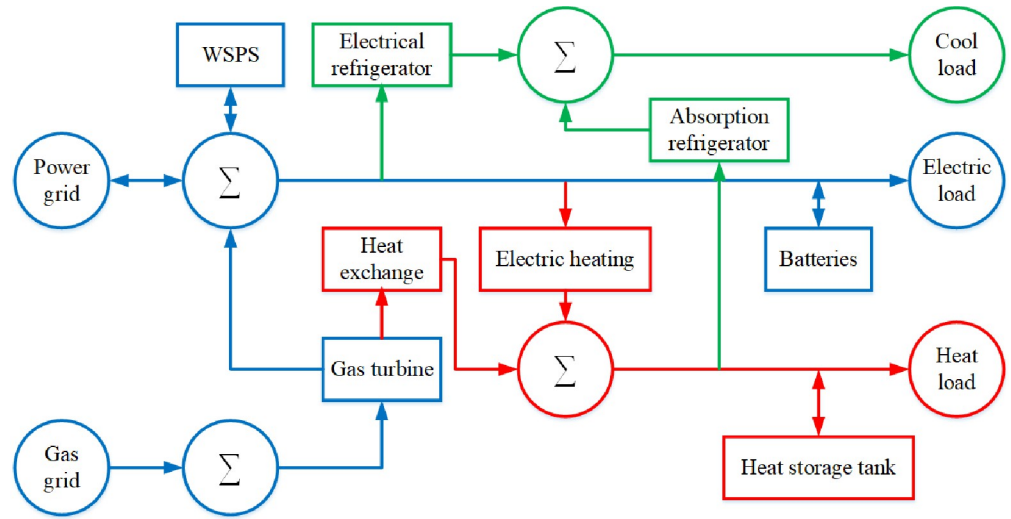 WSPS
Electrical
refrigerator
∑
Cool
load
Absorption
refrigerator
Power
grid
∑
Electric
load
Heat
exchange
Electric heating
Batteries
Gas turbine
∑
Heat
load
Gas
grid
∑
Heat storage tank